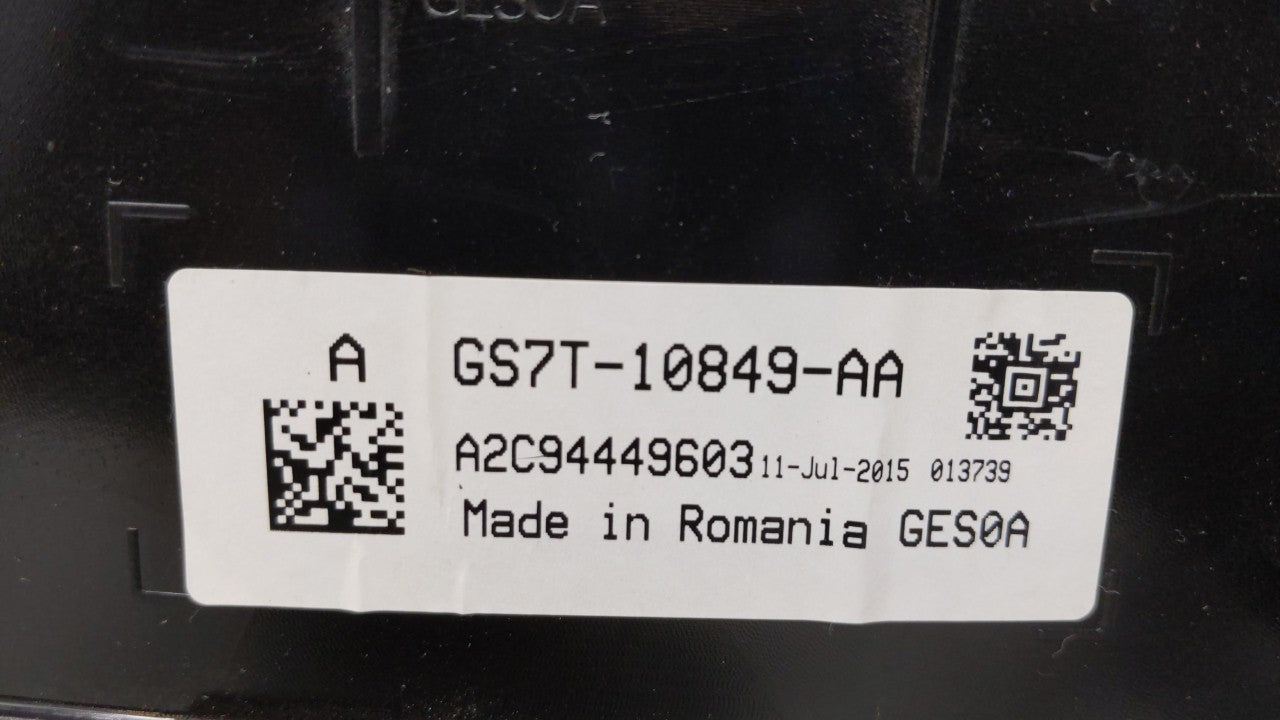 GES0A
A GS7T-10849-AA
A2C94449603 11-Jul-2015 013739
Made in Romania GES0A